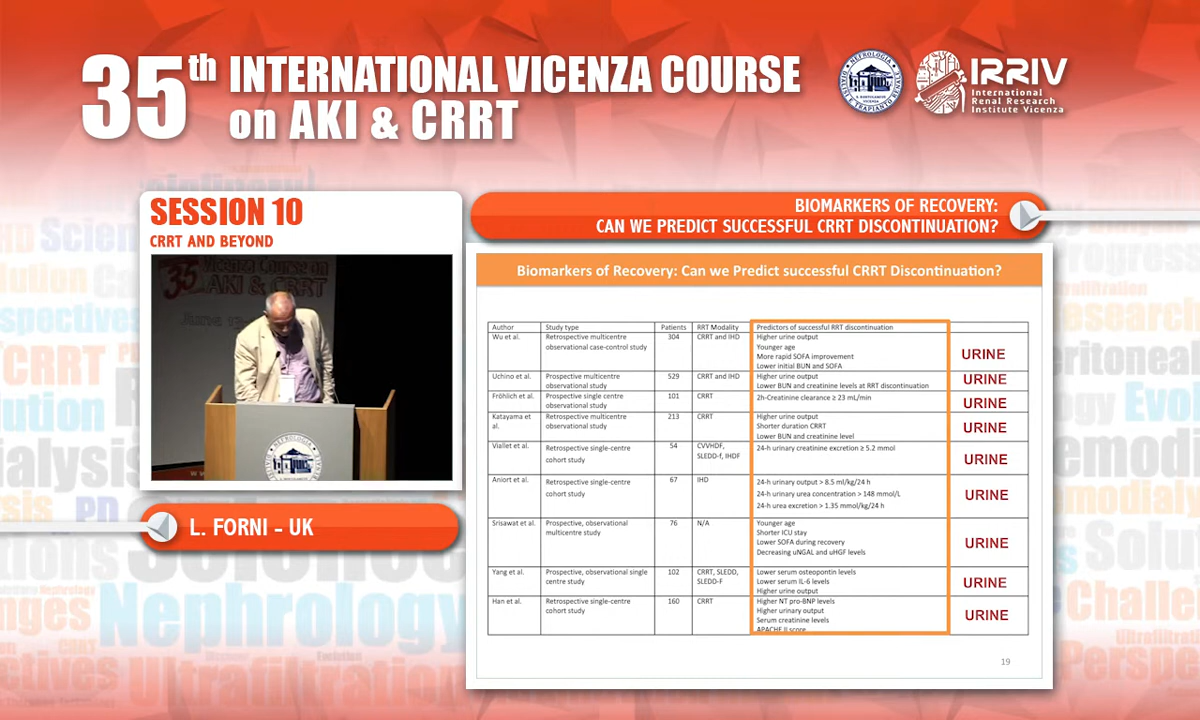 35th INTERNATIONAL VICENZA COURSE
on AKI & CRRT
NEFROLOGIA
IRRIV
International
Renal Research
Institute Vicenza
SESSION 10
CRRT AND BEYOND
35 Vicenza Course on
AKI & CRRT
L. FORNI - UK
BIOMARKERS OF RECOVERY:
CAN WE PREDICT SUCCESSFUL CRRT DISCONTINUATION?
Biomarkers of Recovery: Can we Predict successful CRRT Discontinuation?
Author Study type Patients RRT Modality Predictors of successful RRT discontinuation
Wu et al. Retrospective multicentre 304 CRRT and IHD Higher urine output
observational case-control study Younger age
More rapid SOFA improvement URINE
Lower initial BUN and SOFA
Uchino et al. Prospective multicentre 529 CRRT and IHD Higher urine output URINE
observational study Lower BUN and creatinine levels at RRT discontinuation
Fröhlich et al. Prospective single centre 101 CRRT 2h-Creatinine clearance ≥ 23 mL/min URINE
observational study
Katayama et Retrospective multicentre 213 CRRT Higher urine output
al. observational study Shorter duration CRRT URINE
Lower BUN and creatinine level
Viallet et al. Retrospective single-centre 54 CVVHDF, 24-h urinary creatinine excretion ≥ 5.2 mmol
cohort study SLEDD-f, IHDF URINE
Aniort et al. Retrospective single-centre 67 IHD 24-h urinary output > 8.5 ml/kg/24 h
cohort study 24-h urinary urea concentration > 148 mmol/L URINE
24-h urea excretion > 1.35 mmol/kg/24 h
Srisawat et al. Prospective, observational 76 N/A Younger age
multicentre study Shorter ICU stay
Lower SOFA during recovery URINE
Decreasing uNGAL and uHGF levels
Yang et al. Prospective, observational single 102 CRRT, SLEDD, Lower serum osteopontin levels
centre study SLEDD-F Lower serum IL-6 levels URINE
Higher urine output
Han et al. Retrospective single-centre 160 CRRT Higher NT pro-BNP levels
cohort study Higher urinary output URINE
Serum creatinine levels
APACHE II score
19
CRRT
PD
Nephrology
Ultrafiltration